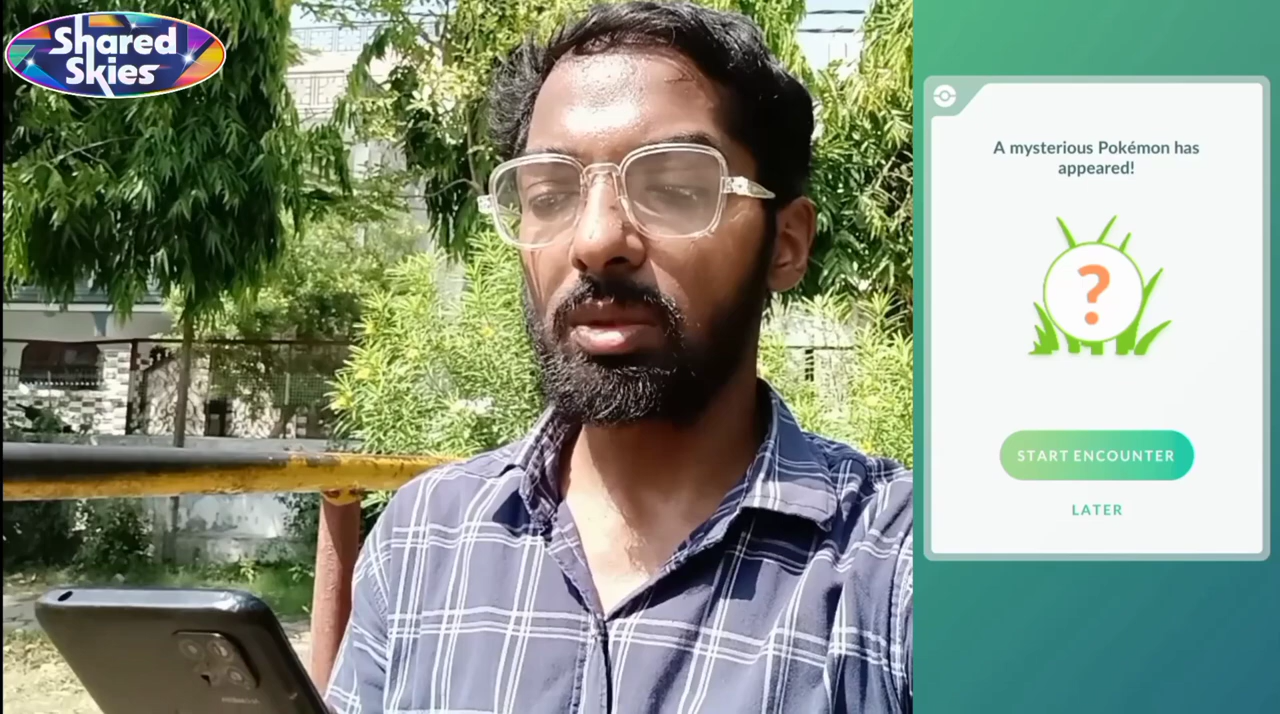 Shared
Skies
A mysterious Pokémon has
appeared!
?
START ENCOUNTER
LATER